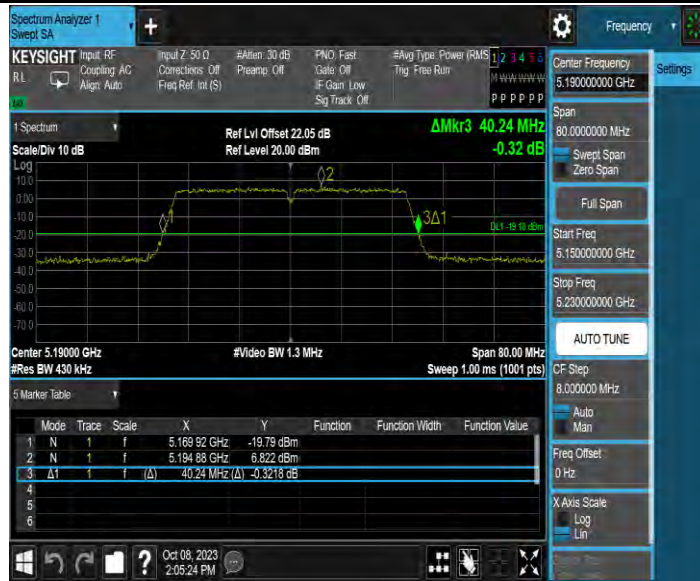 Spectrum Analyzer 1
Swept SA
Frequency
KEYSIGHT
RL
Input: RF
Coupling: AC
Align: Auto
Input Z: 50 Ω
Corrections: Off
Freq Ref: Int (S)
#Atten: 30 dB
Preamp: Off
PNO: Fast
Gate: Off
IF Gain: Low
Sig Track: Off
#Avg Type: Power (RMS
Trig: Free Run
1 2 3 4 5 6
M W W W W W
P P P P P P
1 Spectrum
Scale/Div 10 dB
Ref Lvl Offset 22.05 dB
Ref Level 20.00 dBm
ΔMkr3 40.24 MHz
-0.32 dB
Log
10.0
0.00
-10.0
-20.0
-30.0
-40.0
-50.0
-60.0
-70.0
1
2
3Δ1
DL1 -19.18 dBm
Center 5.19000 GHz
#Video BW 1.3 MHz
Span 80.00 MHz
#Res BW 430 kHz
Sweep 1.00 ms (1001 pts)
5 Marker Table
Mode Trace Scale X Y Function Function Width Function Value
1 N 1 f 5.169 92 GHz -19.79 dBm
2 N 1 f 5.194 88 GHz 6.822 dBm
3 Δ1 1 f (Δ) 40.24 MHz (Δ) -0.3218 dB
4
5
6
Oct 08, 2023
2:05:24 PM
Center Frequency
5.190000000 GHz
Settings
Span
80.0000000 MHz
Swept Span
Zero Span
Full Span
Start Freq
5.150000000 GHz
Stop Freq
5.230000000 GHz
AUTO TUNE
CF Step
8.000000 MHz
Auto
Man
Freq Offset
0 Hz
X Axis Scale
Log
Lin